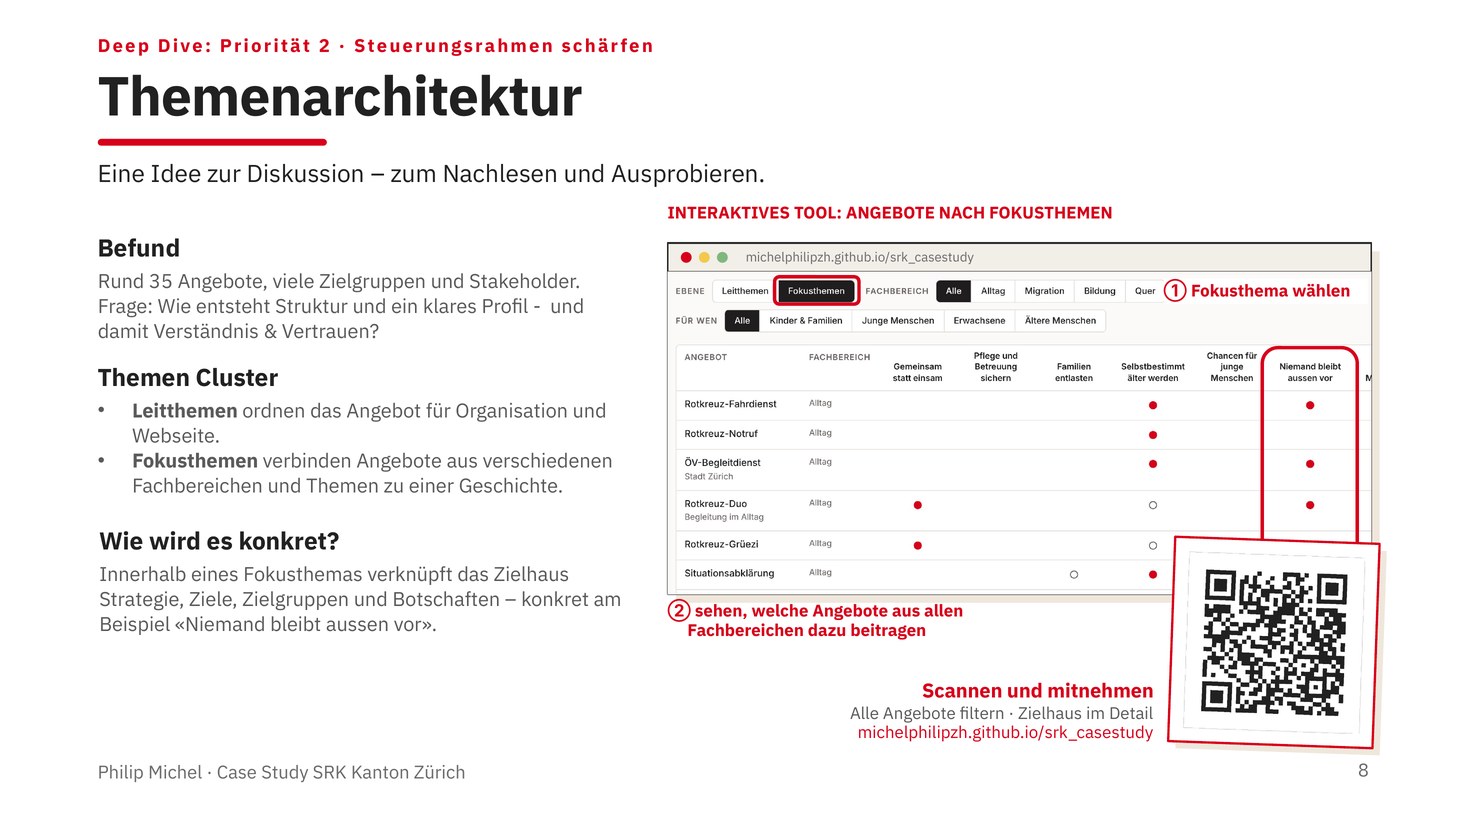 Deep Dive: Priorität 2 · Steuerungsrahmen schärfen
Themenarchitektur
Eine Idee zur Diskussion – zum Nachlesen und Ausprobieren.
Befund
Rund 35 Angebote, viele Zielgruppen und Stakeholder.
Frage: Wie entsteht Struktur und ein klares Profil -  und
damit Verständnis & Vertrauen?
Themen Cluster
• Leitthemen ordnen das Angebot für Organisation und
Webseite.
• Fokusthemen verbinden Angebote aus verschiedenen
Fachbereichen und Themen zu einer Geschichte.
Wie wird es konkret?
Innerhalb eines Fokusthemas verknüpft das Zielhaus
Strategie, Ziele, Zielgruppen und Botschaften – konkret am
Beispiel «Niemand bleibt aussen vor».
INTERAKTIVES TOOL: ANGEBOTE NACH FOKUSTHEMEN
michelphilipzh.github.io/srk_casestudy
EBENE Leitthemen Fokusthemen FACHBEREICH Alle Alltag Migration Bildung Quer
① Fokusthema wählen
FÜR WEN Alle Kinder & Familien Junge Menschen Erwachsene Ältere Menschen
ANGEBOT FACHBEREICH
Gemeinsam
statt einsam
Pflege und
Betreuung
sichern
Familien
entlasten
Selbstbestimmt
älter werden
Chancen für
junge
Menschen
Niemand bleibt
aussen vor
M
Rotkreuz-Fahrdienst Alltag
Rotkreuz-Notruf Alltag
ÖV-Begleitdienst Alltag
Stadt Zürich
Rotkreuz-Duo Alltag
Begleitung im Alltag
Rotkreuz-Grüezi Alltag
Situationsabklärung Alltag
② sehen, welche Angebote aus allen
Fachbereichen dazu beitragen
Scannen und mitnehmen
Alle Angebote filtern · Zielhaus im Detail
michelphilipzh.github.io/srk_casestudy
Philip Michel · Case Study SRK Kanton Zürich
8